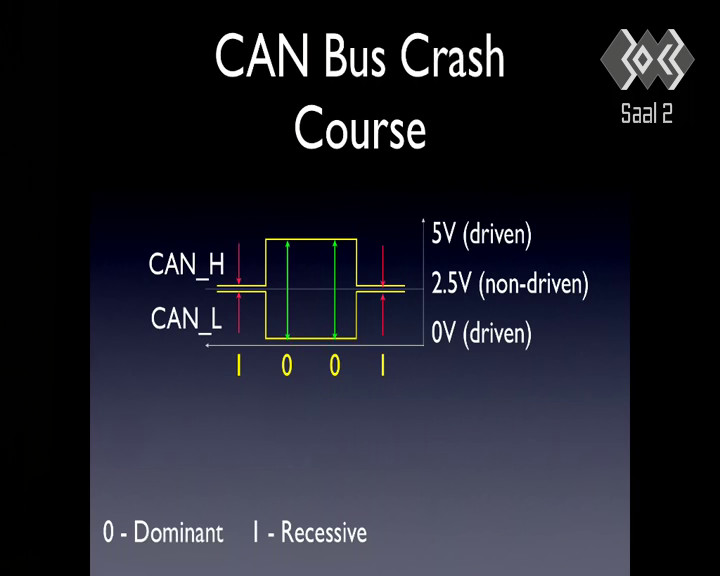 CAN Bus Crash
Course
Saal 2
5V (driven)
CAN_H
2.5V (non-driven)
CAN_L
0V (driven)
1 0 0 1
0 - Dominant 1 - Recessive